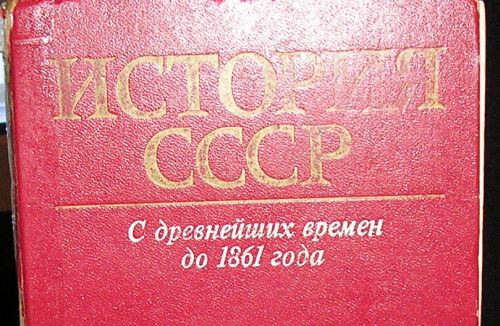 ИСТОРИЯ
СССР
С древнейших времен
до 1861 года